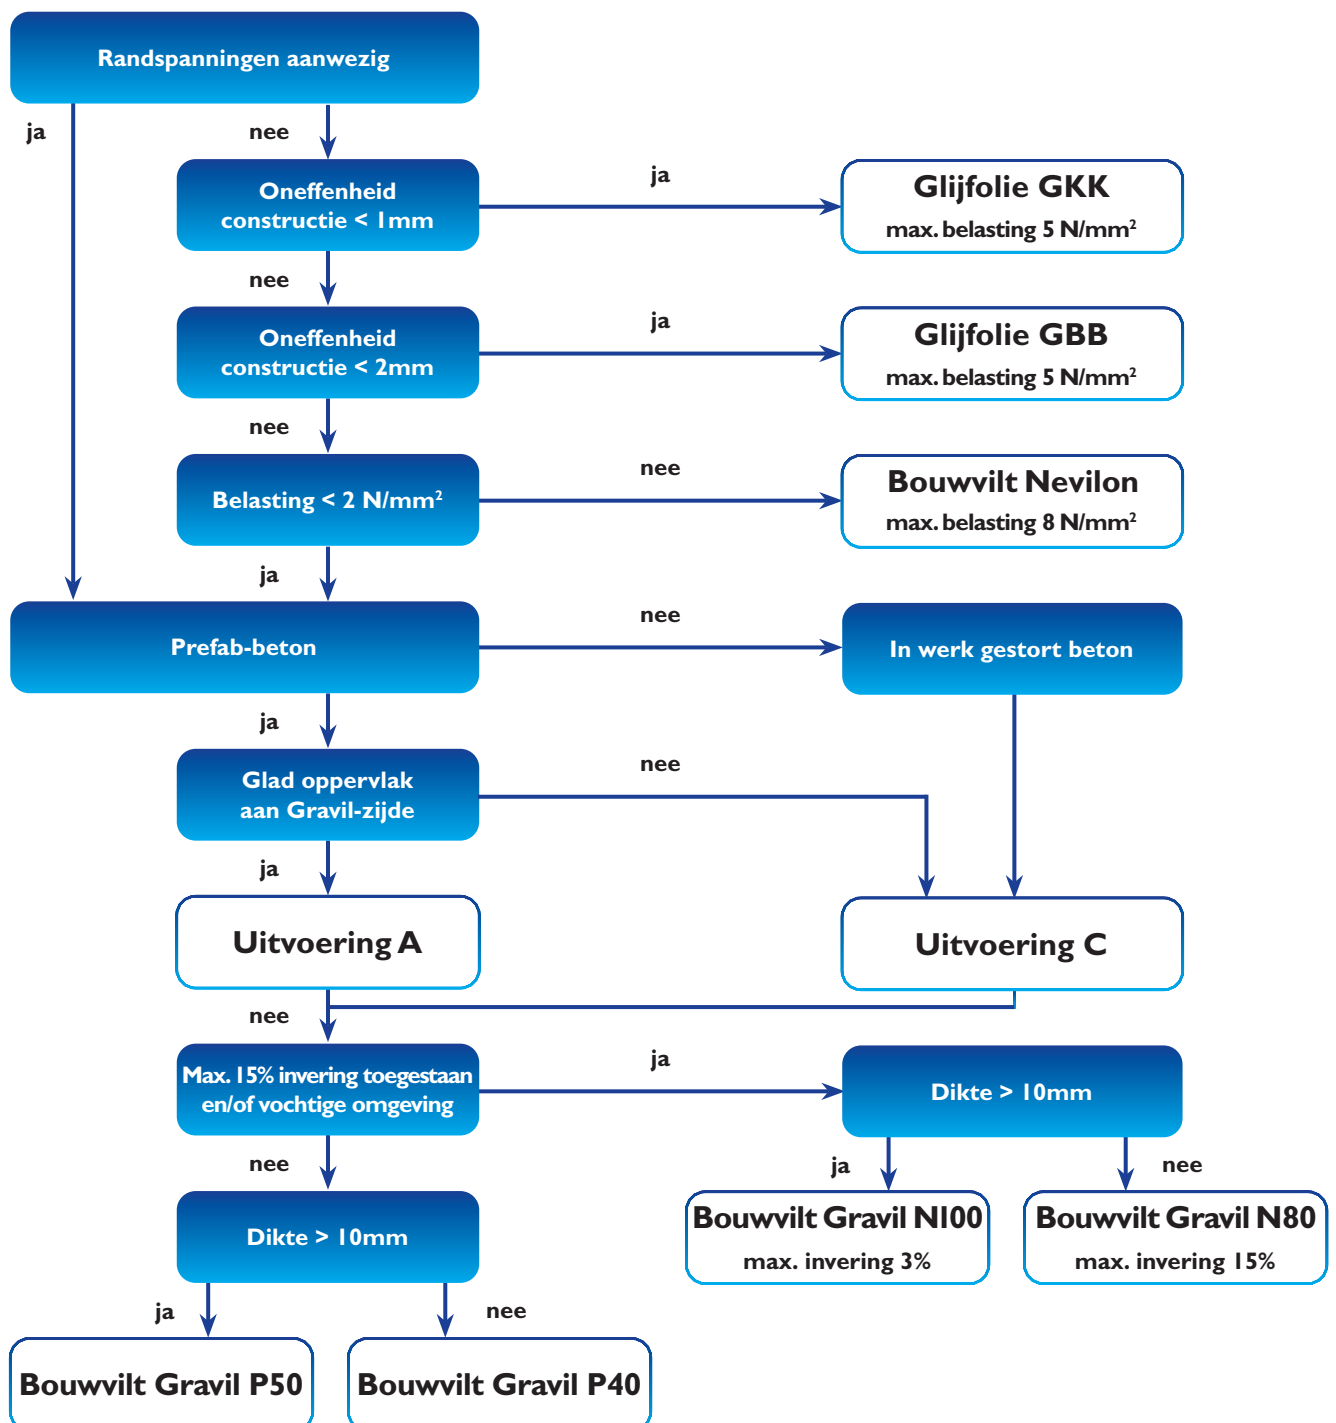 Randspanningen aanwezig
ja
nee
Oneffenheid
constructie < 1mm
ja
Glijfolie GKK
max. belasting 5 N/mm²
nee
Oneffenheid
constructie < 2mm
ja
Glijfolie GBB
max. belasting 5 N/mm²
nee
Belasting < 2 N/mm²
nee
Bouwvilt Nevilon
max. belasting 8 N/mm²
ja
Prefab-beton
nee
In werk gestort beton
ja
Glad oppervlak
aan Gravil-zijde
nee
ja
Uitvoering A
Uitvoering C
nee
Max. 15% invering toegestaan
en/of vochtige omgeving
ja
Dikte > 10mm
nee
ja
nee
Dikte > 10mm
Bouwvilt Gravil N100
max. invering 3%
Bouwvilt Gravil N80
max. invering 15%
ja
nee
Bouwvilt Gravil P50
Bouwvilt Gravil P40